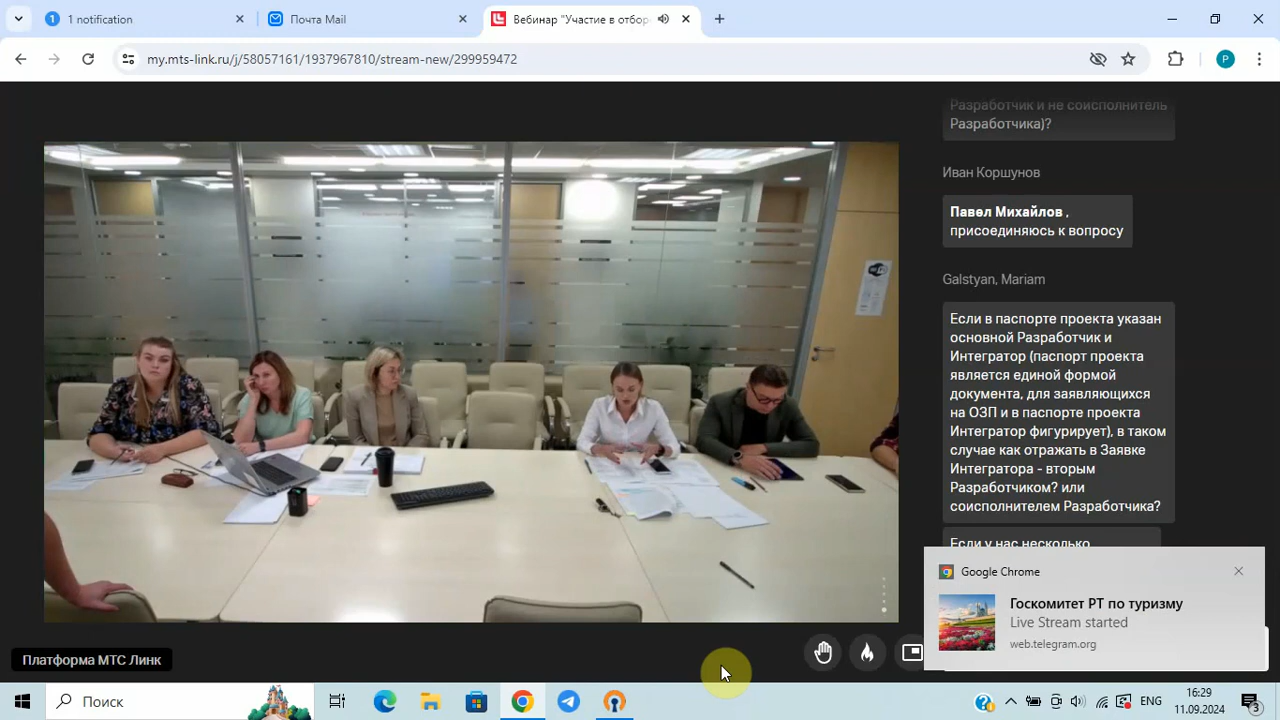 1 notification
Почта Mail
Вебинар "Участие в отбор
my.mts-link.ru/j/58057161/1937967810/stream-new/299959472
P
Разработчик и не соисполнитель
Разработчика)?
Иван Коршунов
Павел Михайлов ,
присоединяюсь к вопросу
Galstyan, Mariam
Если в паспорте проекта указан
основной Разработчик и
Интегратор (паспорт проекта
является единой формой
документа, для заявляющихся
на ОЗП и в паспорте проекта
Интегратор фигурирует), в таком
случае как отражать в Заявке
Интегратора - вторым
Разработчиком? или
соисполнителем Разработчика?
Если у нас несколько
Google Chrome
Госкомитет РТ по туризму
Live Stream started
web.telegram.org
Платформа МТС Линк
Поиск
ENG
16:29
11.09.2024
3